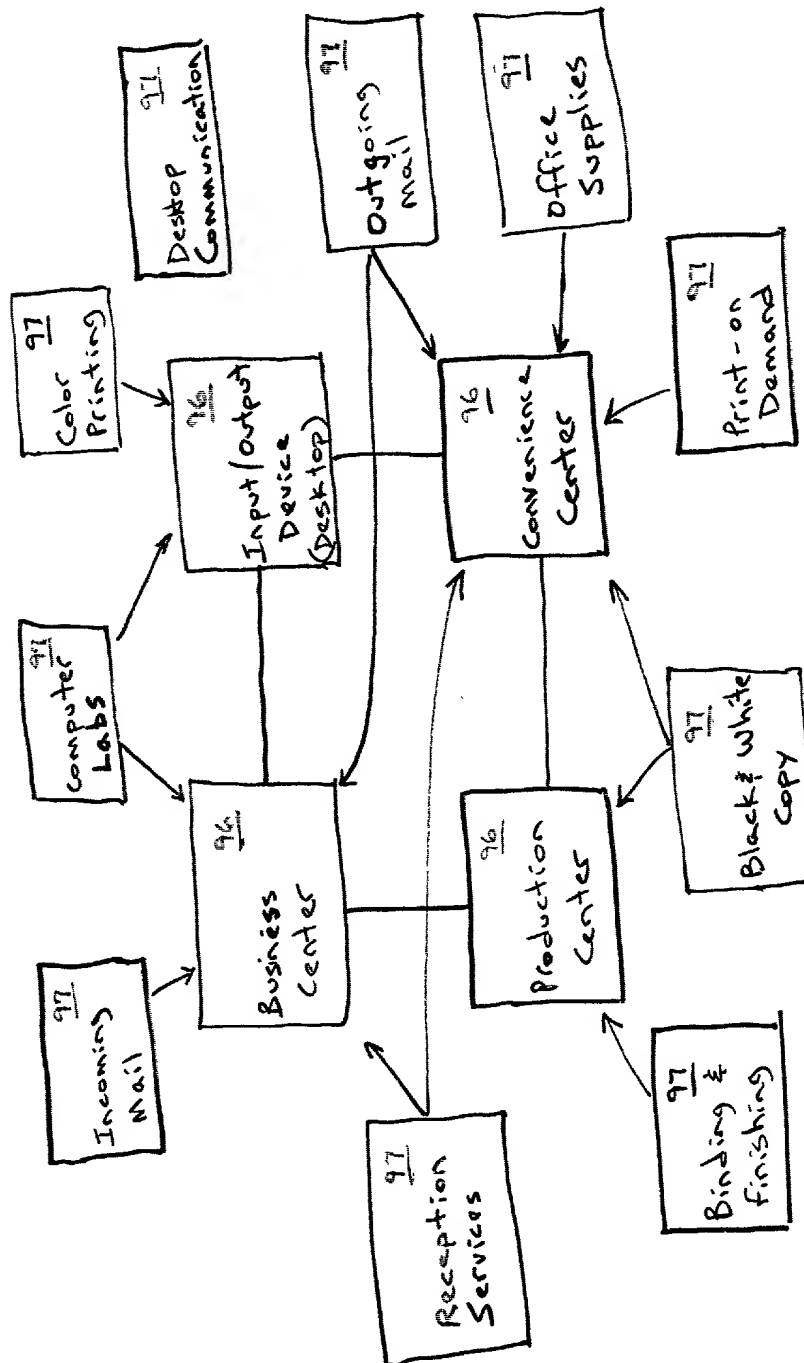 97
Incoming
Mail
97
Computer
Labs
97
Color
Printing
97
Desktop
Communication
96
Business
Center
96
Input/Output
Device
(Desktop)
97
Outgoing
Mail
97
Reception
Services
96
Production
Center
96
Convenience
Center
97
Office
Supplies
97
Binding &
Finishing
97
Black & White
Copy
97
Print-on
Demand